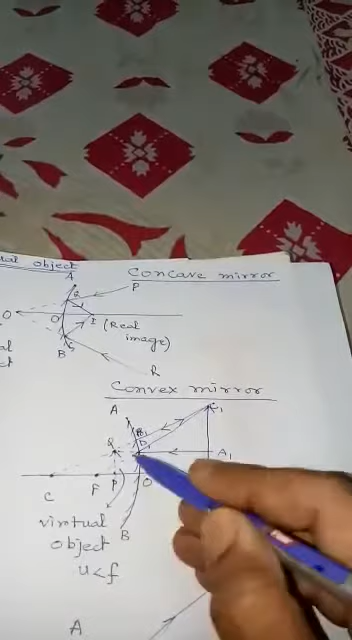 ual object
Concave mirror
A
P
Q
O
O
I
(Real
image)
B
S
R
Convex mirror
A
D
A1
C
F
P
O
virtual
object
B
u<f
A